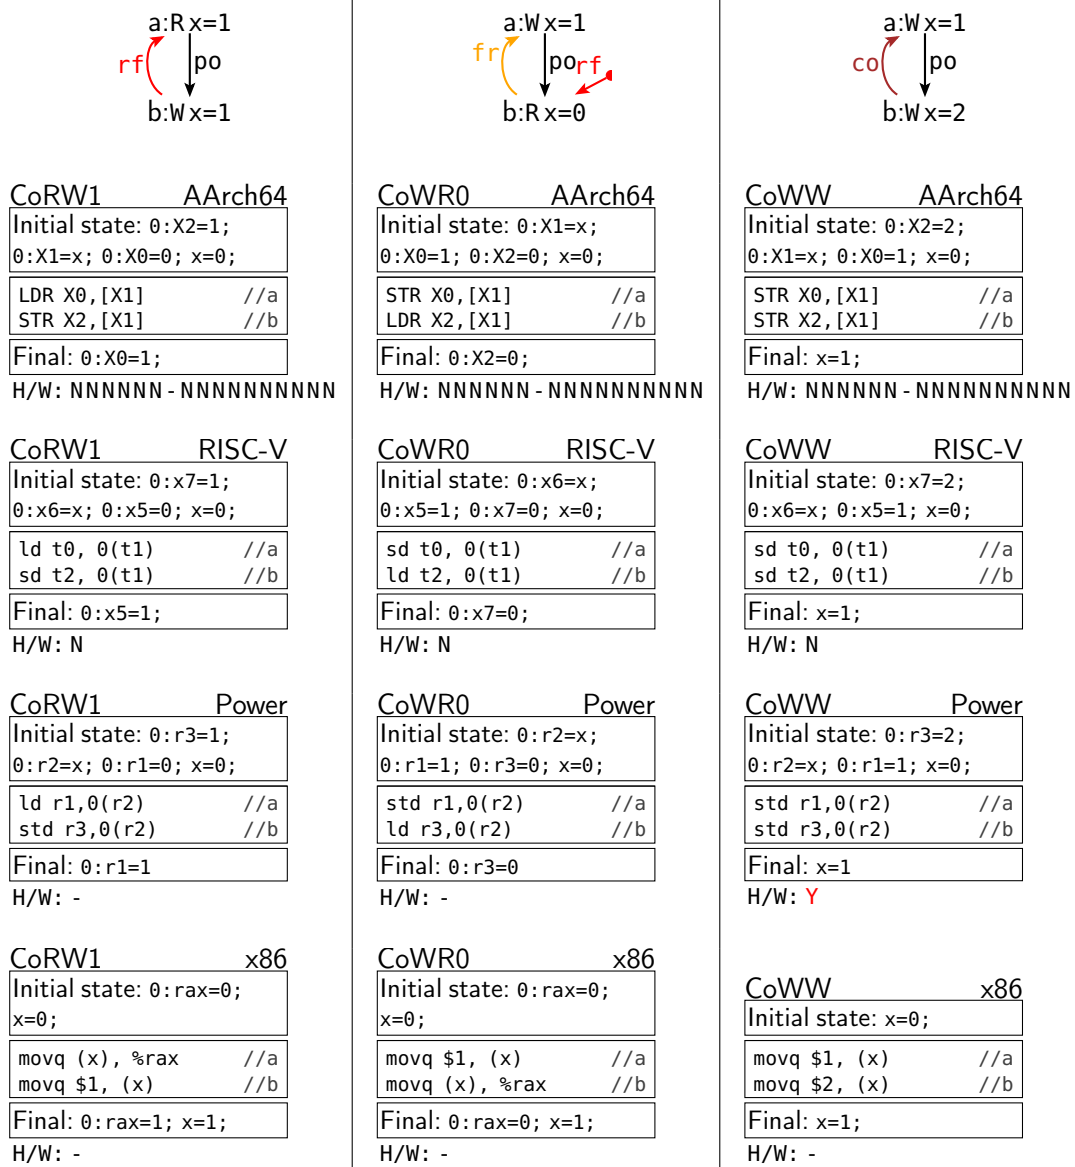 a:R x=1
rf
po
b:W x=1
CoRW1 AArch64
Initial state: 0:X2=1;
0:X1=x; 0:X0=0; x=0;
LDR X0,[X1] //a
STR X2,[X1] //b
Final: 0:X0=1;
H/W: NNNNNN-NNNNNNNNNN
CoRW1 RISC-V
Initial state: 0:x7=1;
0:x6=x; 0:x5=0; x=0;
ld t0, 0(t1) //a
sd t2, 0(t1) //b
Final: 0:x5=1;
H/W: N
CoRW1 Power
Initial state: 0:r3=1;
0:r2=x; 0:r1=0; x=0;
ld r1,0(r2) //a
std r3,0(r2) //b
Final: 0:r1=1
H/W: -
CoRW1 x86
Initial state: 0:rax=0;
x=0;
movq (x), %rax //a
movq $1, (x) //b
Final: 0:rax=1; x=1;
H/W: -
a:W x=1
fr
po
rf
b:R x=0
CoWR0 AArch64
Initial state: 0:X1=x;
0:X0=1; 0:X2=0; x=0;
STR X0,[X1] //a
LDR X2,[X1] //b
Final: 0:X2=0;
H/W: NNNNNN-NNNNNNNNNN
CoWR0 RISC-V
Initial state: 0:x6=x;
0:x5=1; 0:x7=0; x=0;
sd t0, 0(t1) //a
ld t2, 0(t1) //b
Final: 0:x7=0;
H/W: N
CoWR0 Power
Initial state: 0:r2=x;
0:r1=1; 0:r3=0; x=0;
std r1,0(r2) //a
ld r3,0(r2) //b
Final: 0:r3=0
H/W: -
CoWR0 x86
Initial state: 0:rax=0;
x=0;
movq $1, (x) //a
movq (x), %rax //b
Final: 0:rax=0; x=1;
H/W: -
a:W x=1
co
po
b:W x=2
CoWW AArch64
Initial state: 0:X2=2;
0:X1=x; 0:X0=1; x=0;
STR X0,[X1] //a
STR X2,[X1] //b
Final: x=1;
H/W: NNNNNN-NNNNNNNNNN
CoWW RISC-V
Initial state: 0:x7=2;
0:x6=x; 0:x5=1; x=0;
sd t0, 0(t1) //a
sd t2, 0(t1) //b
Final: x=1;
H/W: N
CoWW Power
Initial state: 0:r3=2;
0:r2=x; 0:r1=1; x=0;
std r1,0(r2) //a
std r3,0(r2) //b
Final: x=1
H/W: Y
CoWW x86
Initial state: x=0;
movq $1, (x) //a
movq $2, (x) //b
Final: x=1;
H/W: -